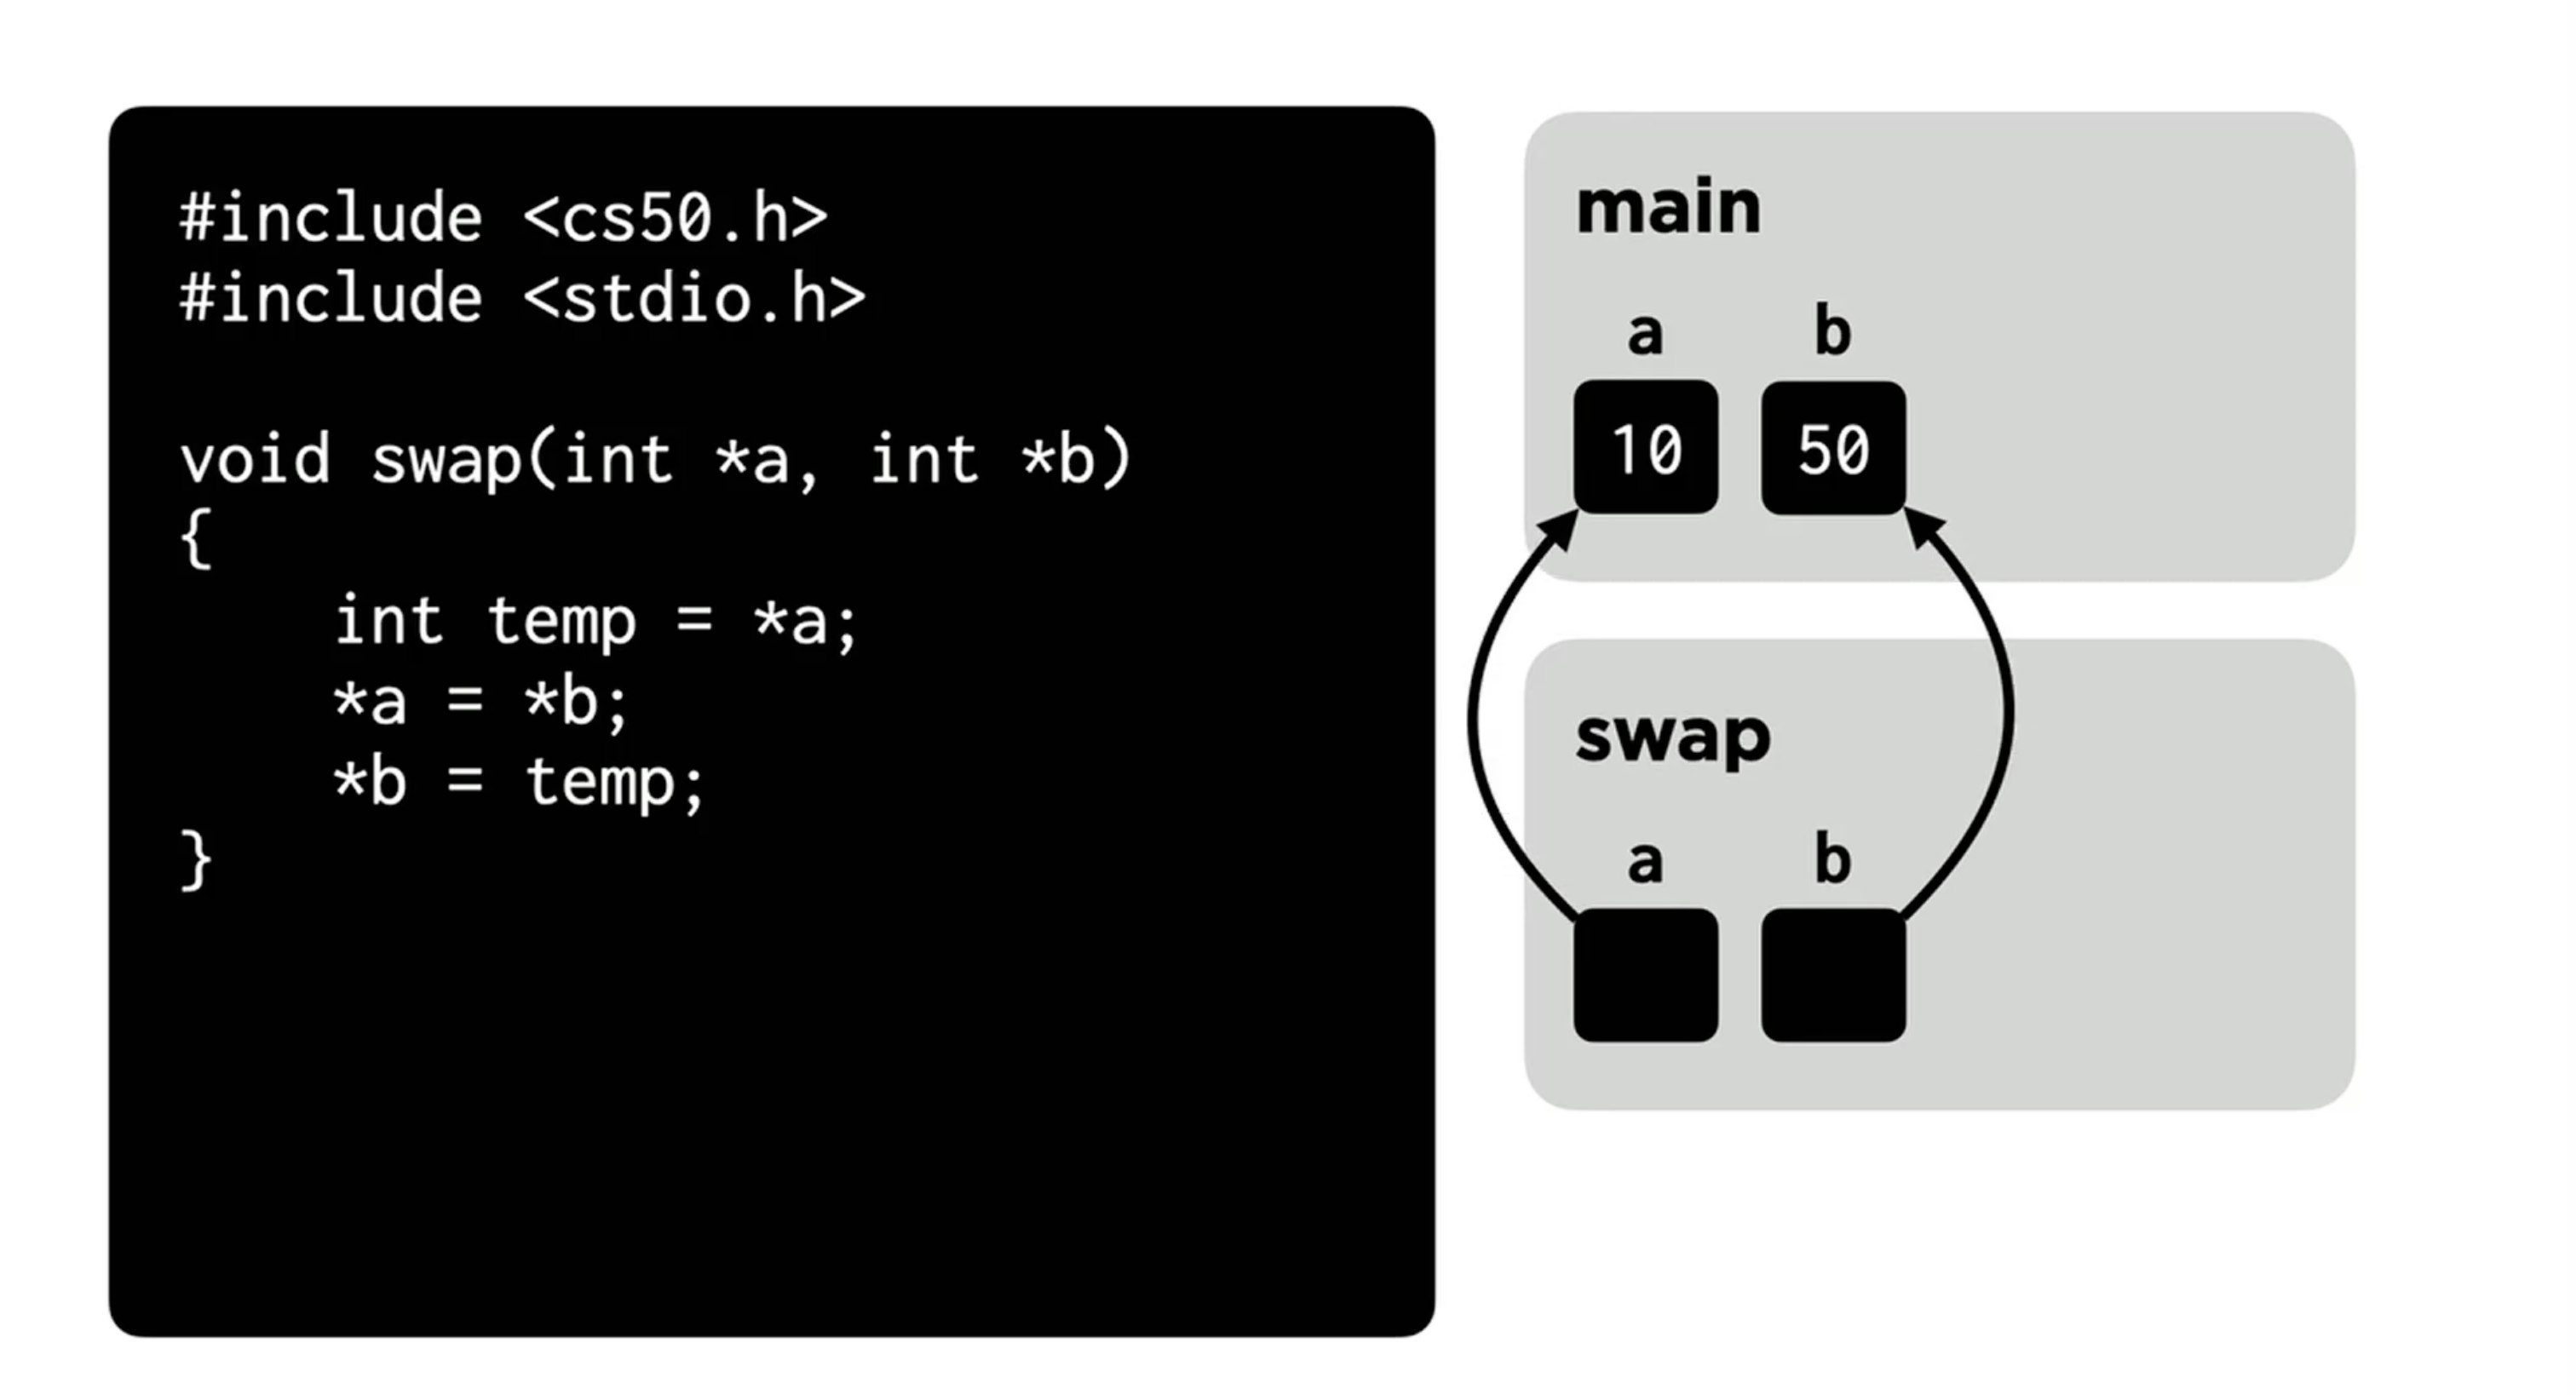 #include <cs50.h>
#include <stdio.h>
void swap(int *a, int *b)
{
    int temp = *a;
    *a = *b;
    *b = temp;
}
main
a b
10 50
swap
a b